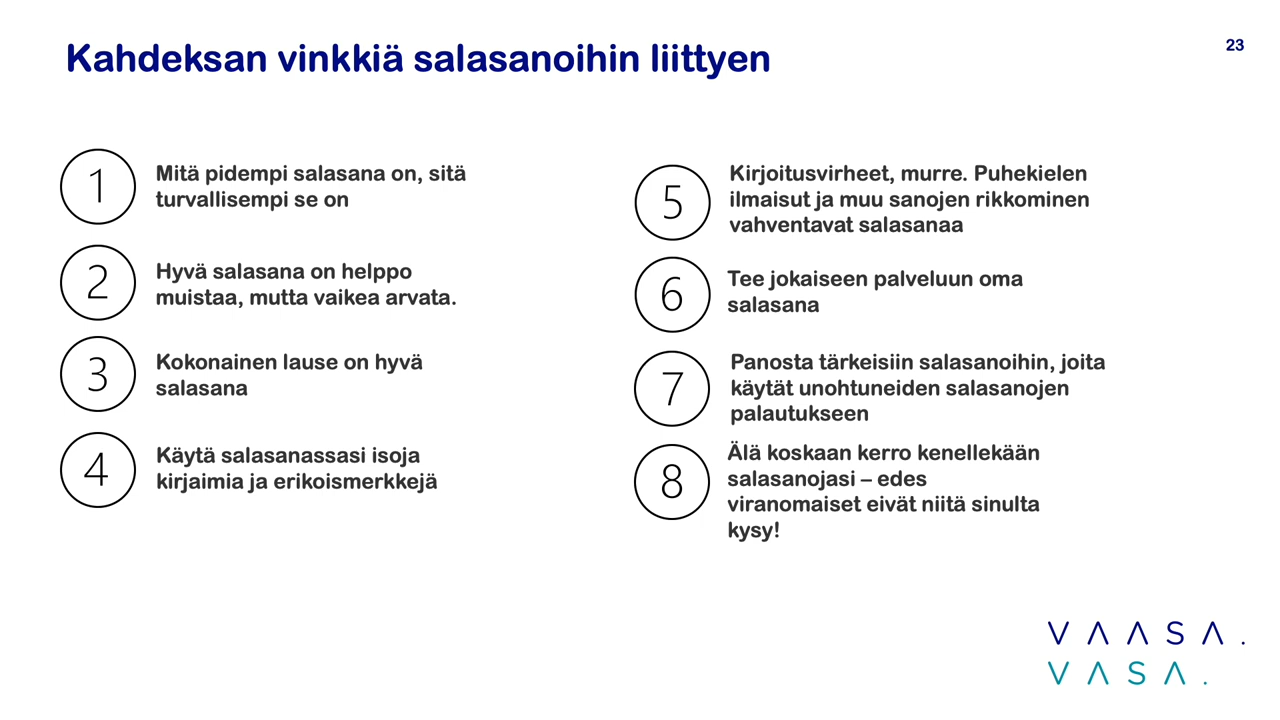 Kahdeksan vinkkiä salasanoihin liittyen
23
1
Mitä pidempi salasana on, sitä
turvallisempi se on
2
Hyvä salasana on helppo
muistaa, mutta vaikea arvata.
3
Kokonainen lause on hyvä
salasana
4
Käytä salasanassasi isoja
kirjaimia ja erikoismerkkejä
5
Kirjoitusvirheet, murre. Puhekielen
ilmaisut ja muu sanojen rikkominen
vahventavat salasanaa
6
Tee jokaiseen palveluun oma
salasana
7
Panosta tärkeisiin salasanoihin, joita
käytät unohtuneiden salasanojen
palautukseen
8
Älä koskaan kerro kenellekään
salasanojasi – edes
viranomaiset eivät niitä sinulta
kysy!
VAASA.
VASA.